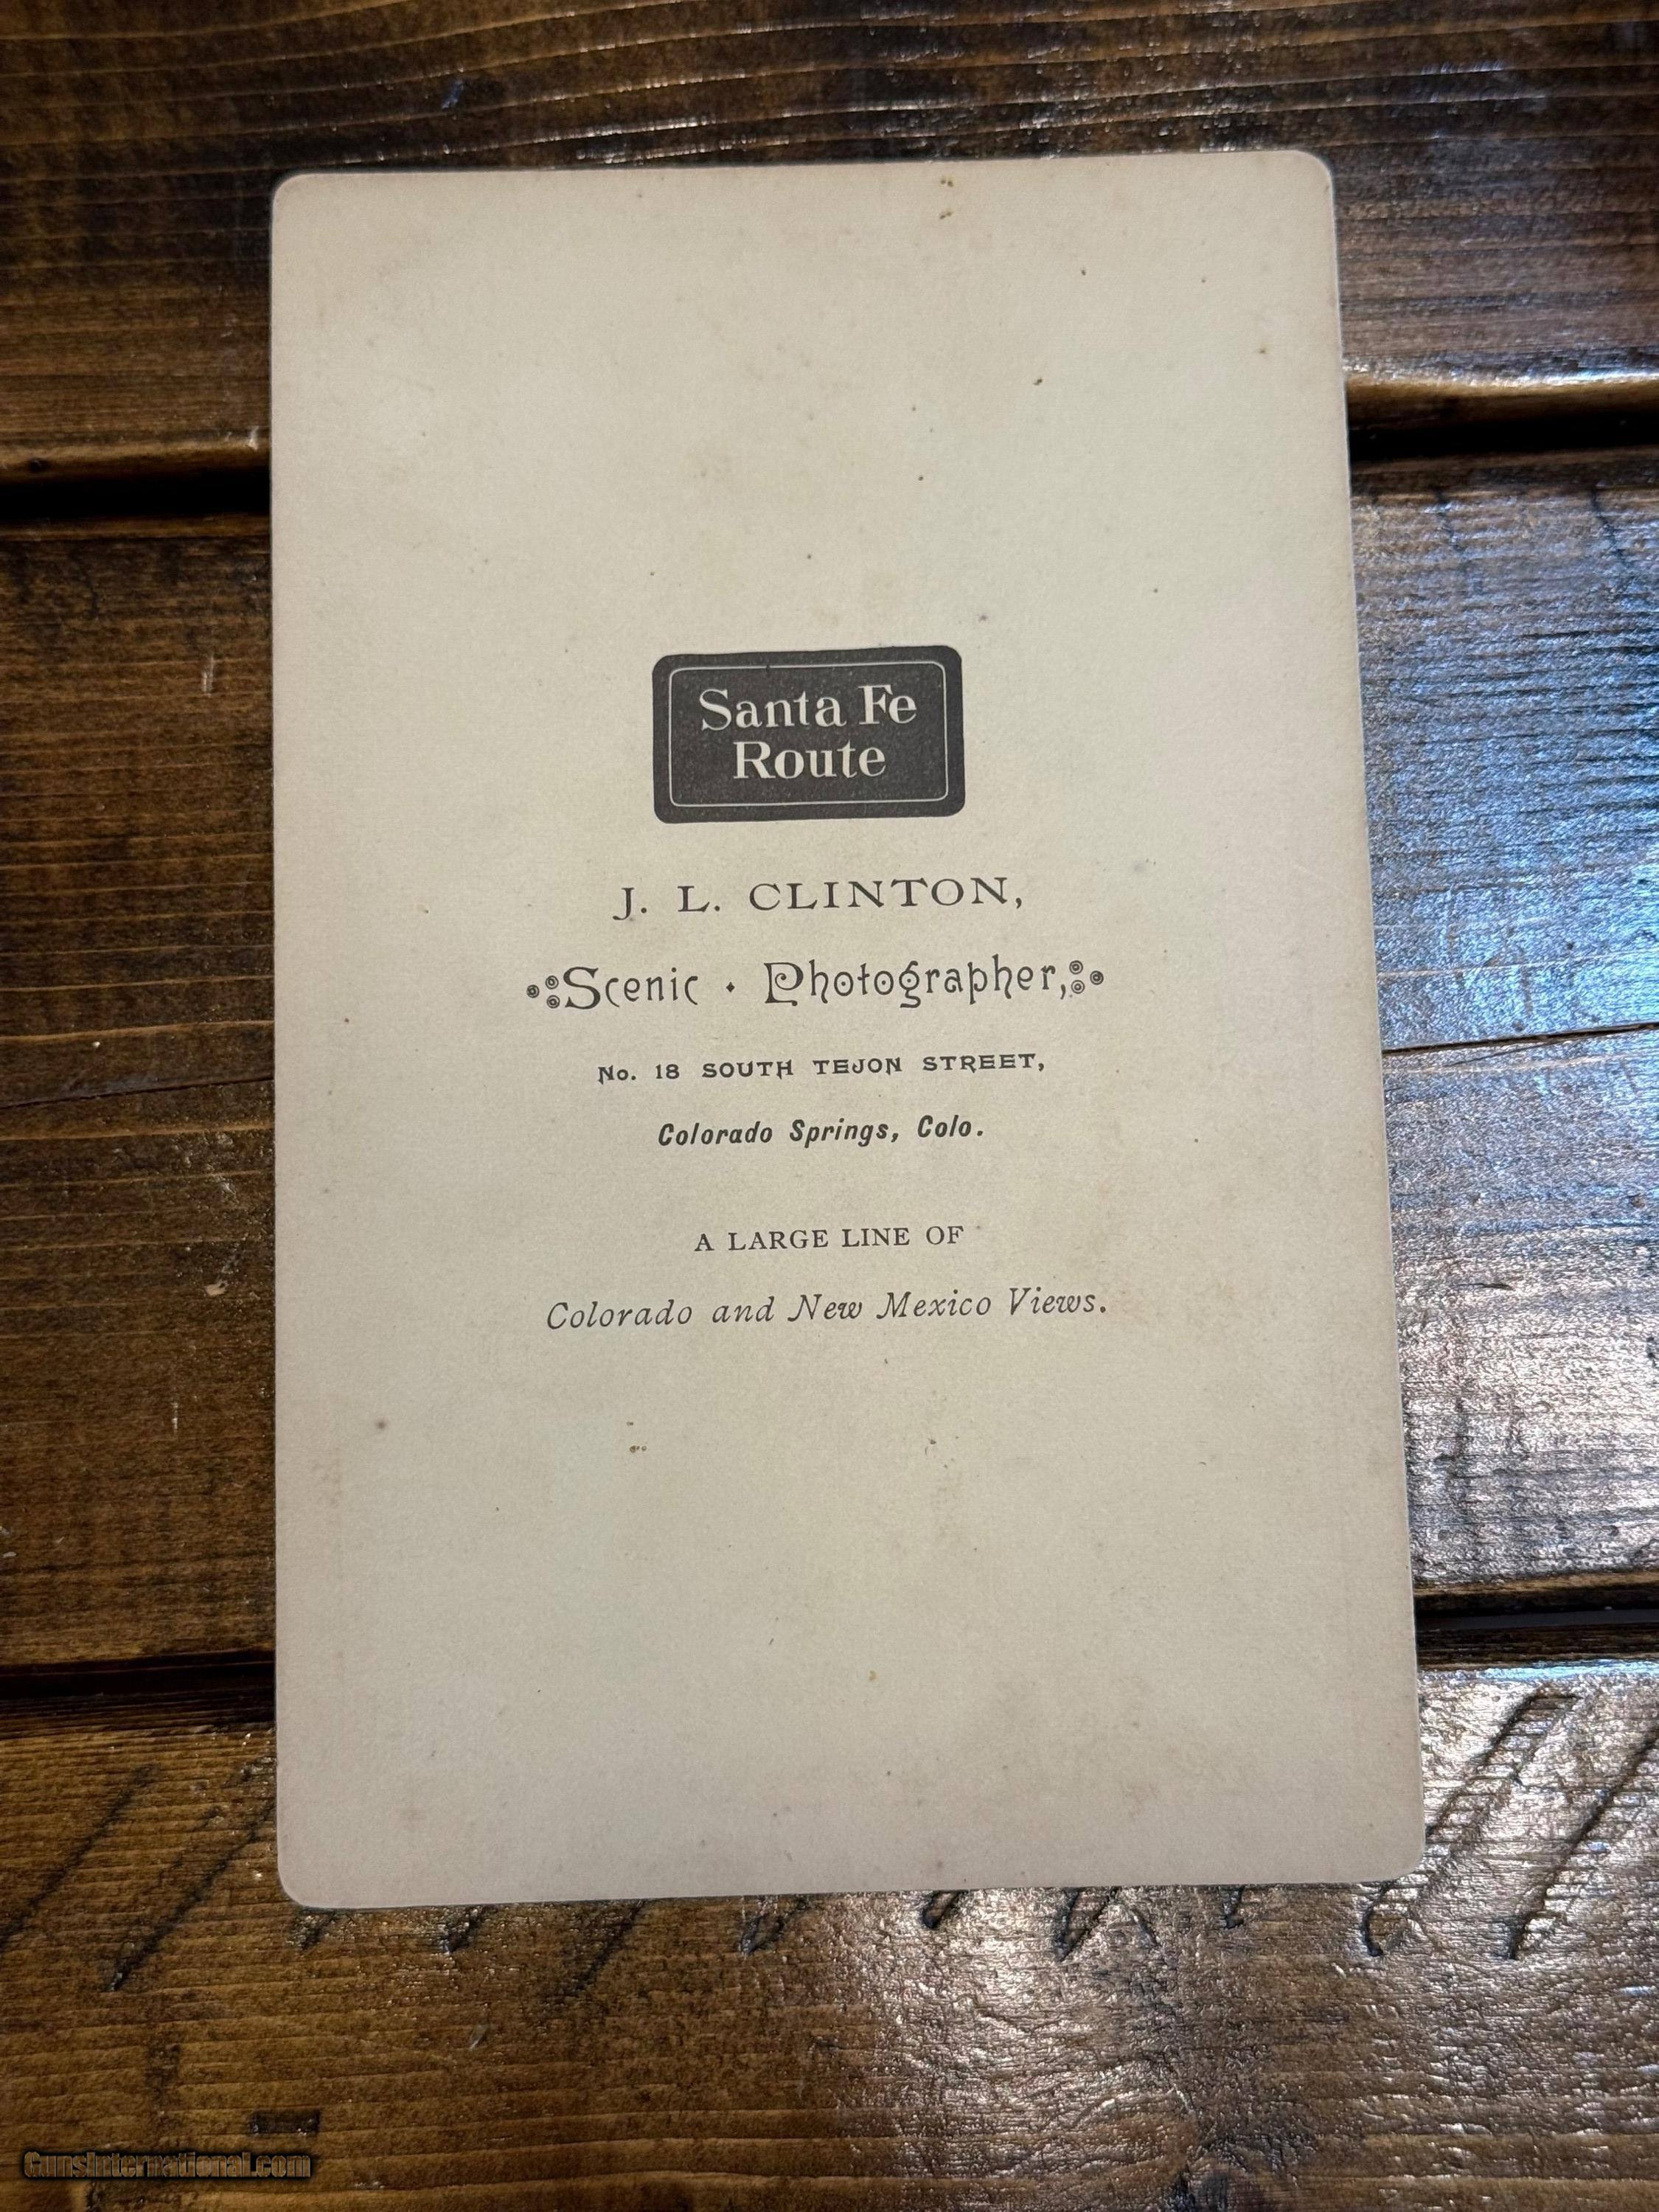 Santa Fe
Route
J. L. CLINTON,
Scenic · Photographer,
No. 18 SOUTH TEJON STREET,
Colorado Springs, Colo.
A LARGE LINE OF
Colorado and New Mexico Views.
GunsInternational.com